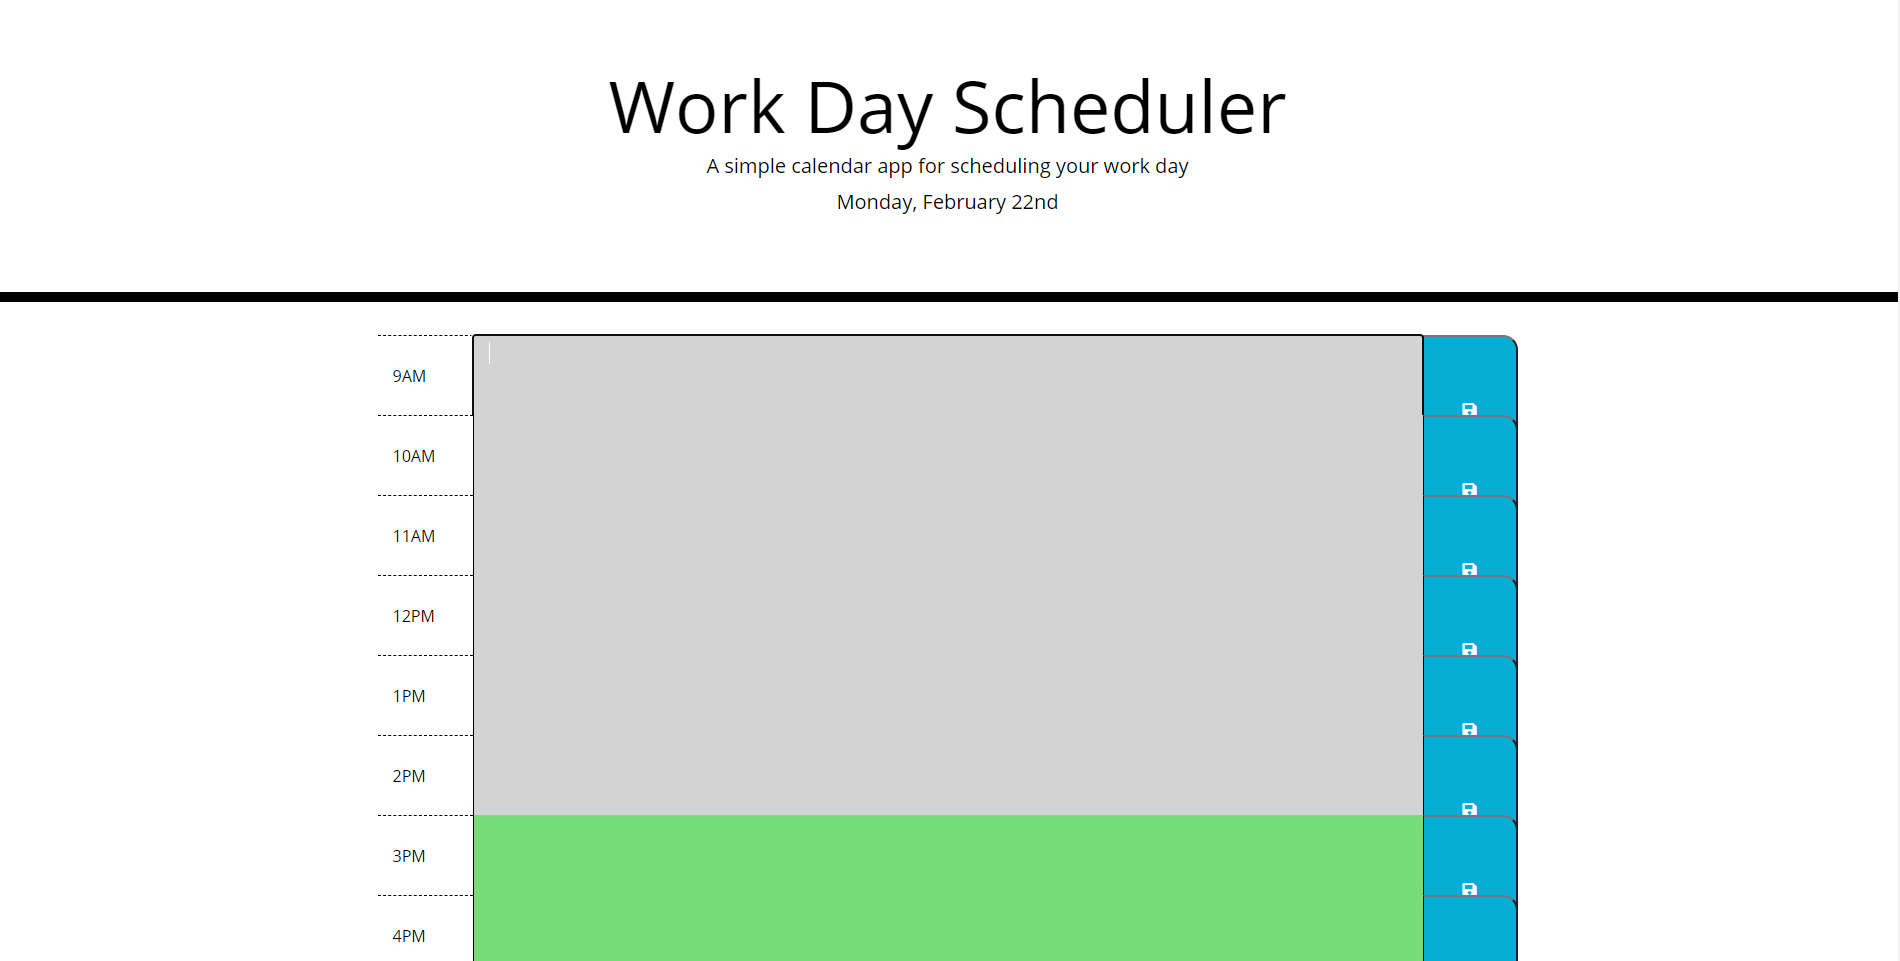 Work Day Scheduler
A simple calendar app for scheduling your work day
Monday, February 22nd
9AM
10AM
11AM
12PM
1PM
2PM
3PM
4PM